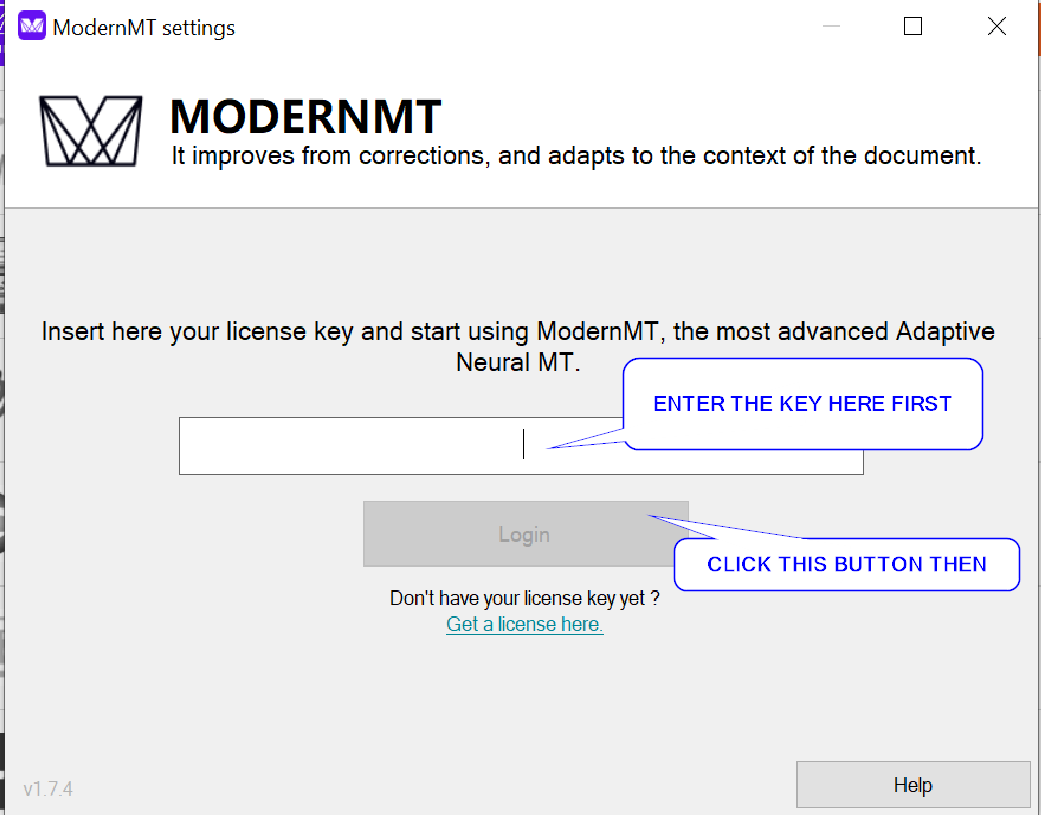 ModernMT settings
MODERNMT
It improves from corrections, and adapts to the context of the document.
Insert here your license key and start using ModernMT, the most advanced Adaptive
Neural MT.
ENTER THE KEY HERE FIRST
Login
CLICK THIS BUTTON THEN
Don't have your license key yet ?
Get a license here.
v1.7.4
Help